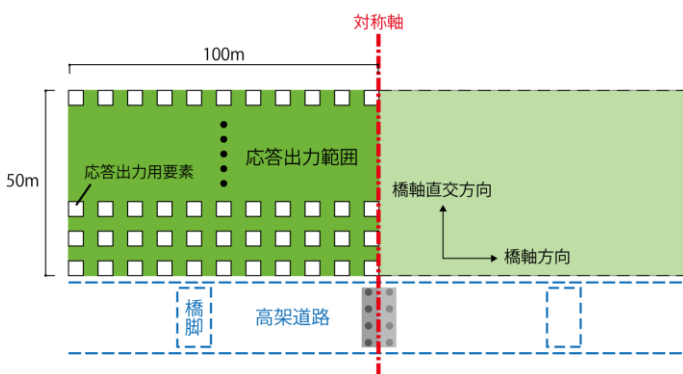 対称軸
100m
応答出力範囲
50m
応答出力用要素
橋軸直交方向
橋軸方向
橋脚
高架道路